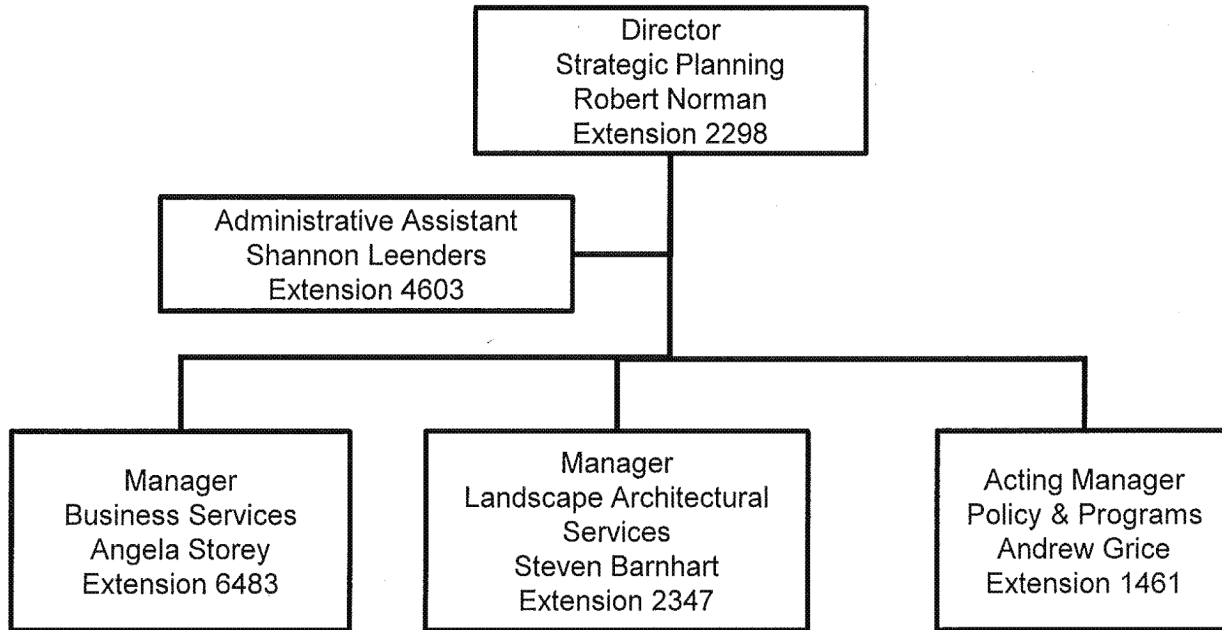 Director
Strategic Planning
Robert Norman
Extension 2298
Administrative Assistant
Shannon Leenders
Extension 4603
Manager
Business Services
Angela Storey
Extension 6483
Manager
Landscape Architectural
Services
Steven Barnhart
Extension 2347
Acting Manager
Policy & Programs
Andrew Grice
Extension 1461